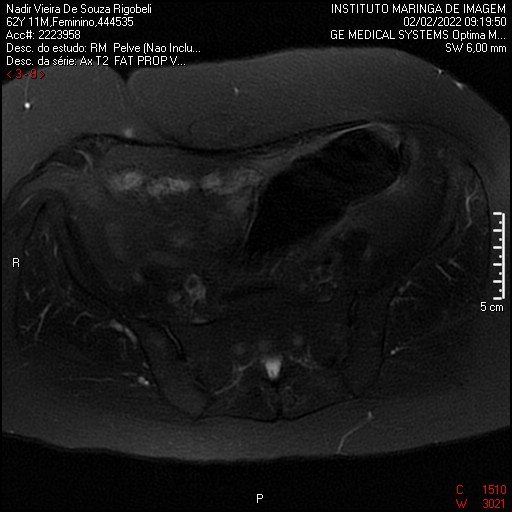 Nadir Vieira De Souza Rigobeli
62Y 11M,Feminino,444535
Acc#: 2223958
Desc. do estudo: RM  Pelve (Nao Inclu...
Desc. da série: Ax T2  FAT PROP V...
< 3 - 9 >
INSTITUTO MARINGA DE IMAGEM
02/02/2022 09:19:50
GE MEDICAL SYSTEMS Optima M...
SW 6,00 mm
R
5 cm
P
C 1510
W 3021